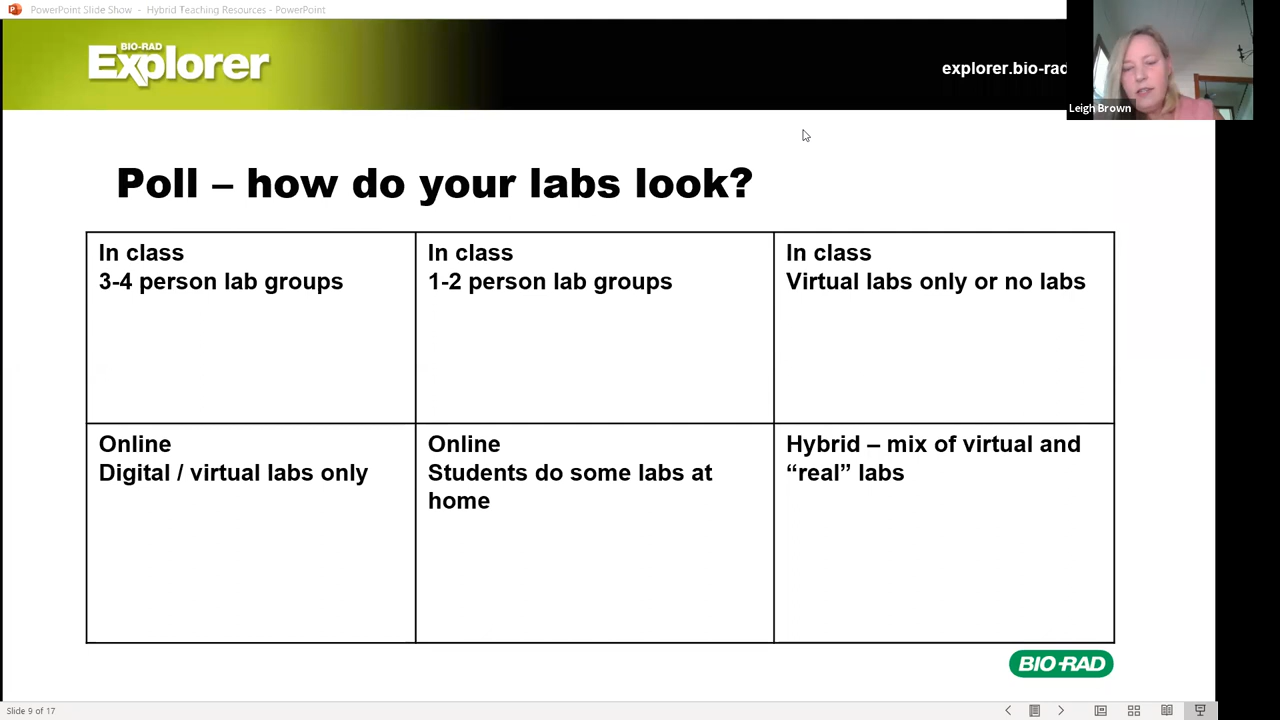 PowerPoint Slide Show - Hybrid Teaching Resources - PowerPoint
BIO-RAD
Explorer
explorer.bio-rad
Leigh Brown
Poll – how do your labs look?
In class
3-4 person lab groups
In class
1-2 person lab groups
In class
Virtual labs only or no labs
Online
Digital / virtual labs only
Online
Students do some labs at
home
Hybrid – mix of virtual and
“real” labs
BIO-RAD
Slide 9 of 17